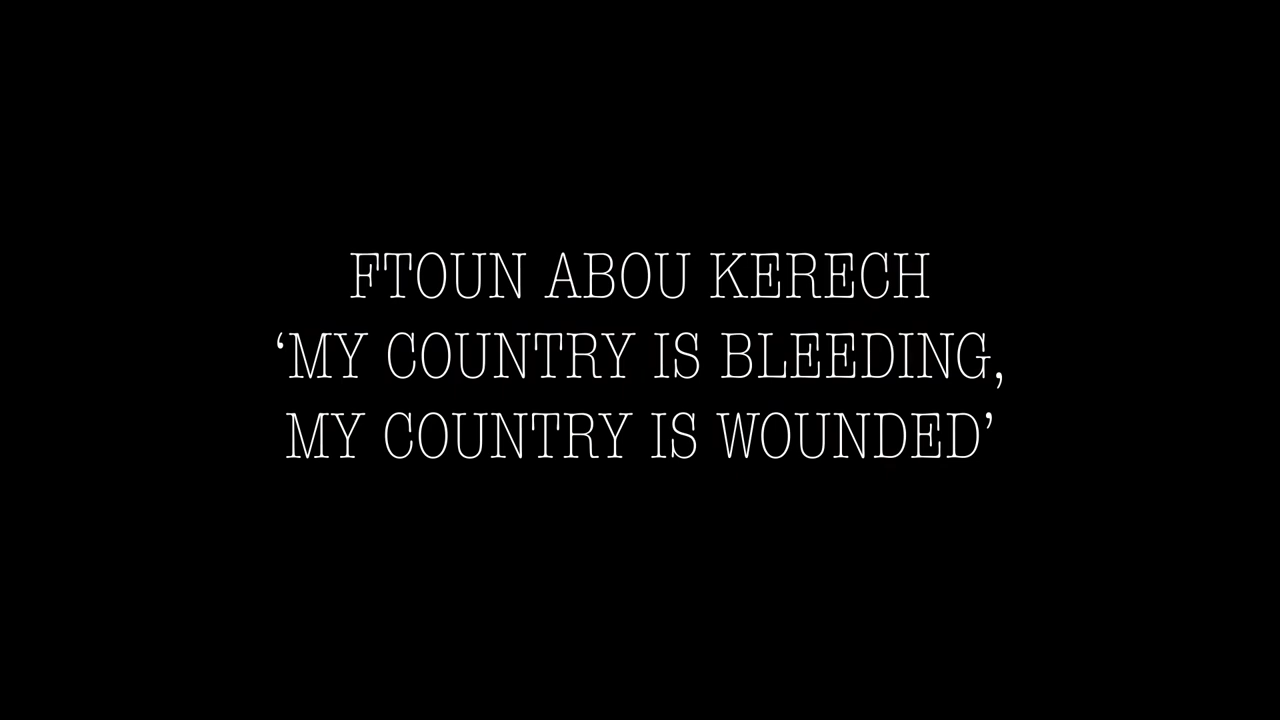 FTOUN ABOU KERECH
‘MY COUNTRY IS BLEEDING,
MY COUNTRY IS WOUNDED’